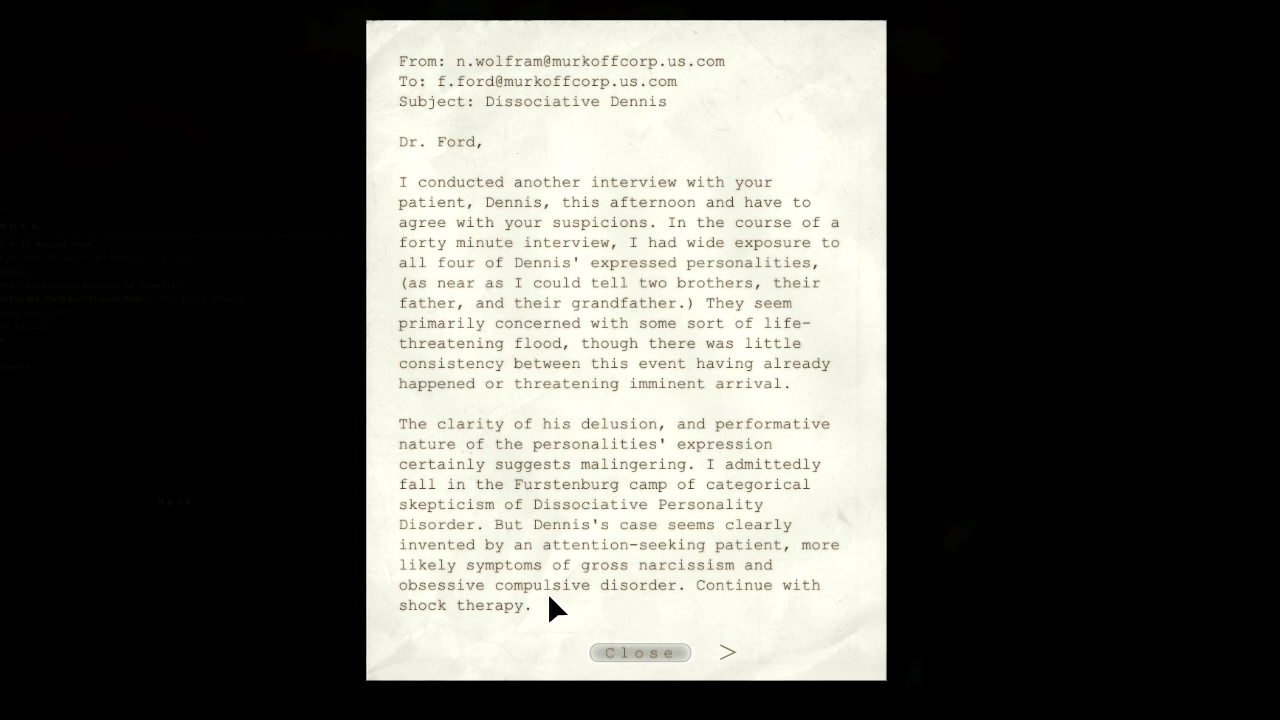 From: n.wolfram@murkoffcorp.us.com
To: f.ford@murkoffcorp.us.com
Subject: Dissociative Dennis
Dr. Ford,
I conducted another interview with your
patient, Dennis, this afternoon and have to
agree with your suspicions. In the course of a
forty minute interview, I had wide exposure to
all four of Dennis' expressed personalities,
(as near as I could tell two brothers, their
father, and their grandfather.) They seem
primarily concerned with some sort of life-
threatening flood, though there was little
consistency between this event having already
happened or threatening imminent arrival.
The clarity of his delusion, and performative
nature of the personalities' expression
certainly suggests malingering. I admittedly
fall in the Furstenburg camp of categorical
skepticism of Dissociative Personality
Disorder. But Dennis's case seems clearly
invented by an attention-seeking patient, more
likely symptoms of gross narcissism and
obsessive compulsive disorder. Continue with
shock therapy.
Close >